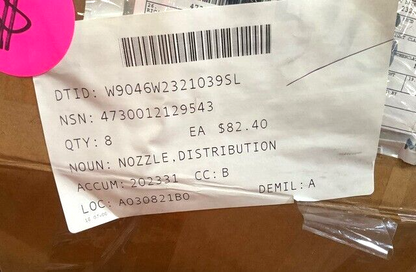 DTID: W9046W2321039SL
NSN: 4730012129543
QTY: 8 EA $82.40
NOUN: NOZZLE.DISTRIBUTION
ACCUM: 202331 CC: B
LOC: A030821B0 DEMIL: A